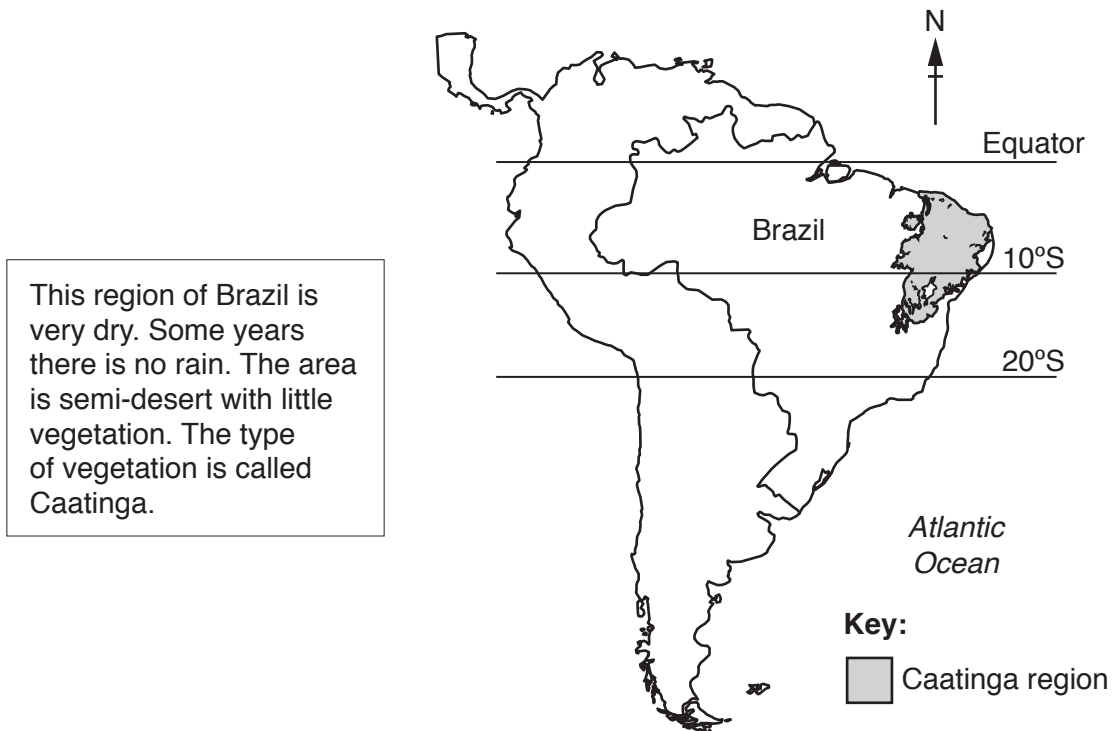 N
Equator
Brazil
10ºS
This region of Brazil is
very dry. Some years
there is no rain. The area
is semi-desert with little
vegetation. The type
of vegetation is called
Caatinga.
20ºS
Atlantic
Ocean
Key:
Caatinga region